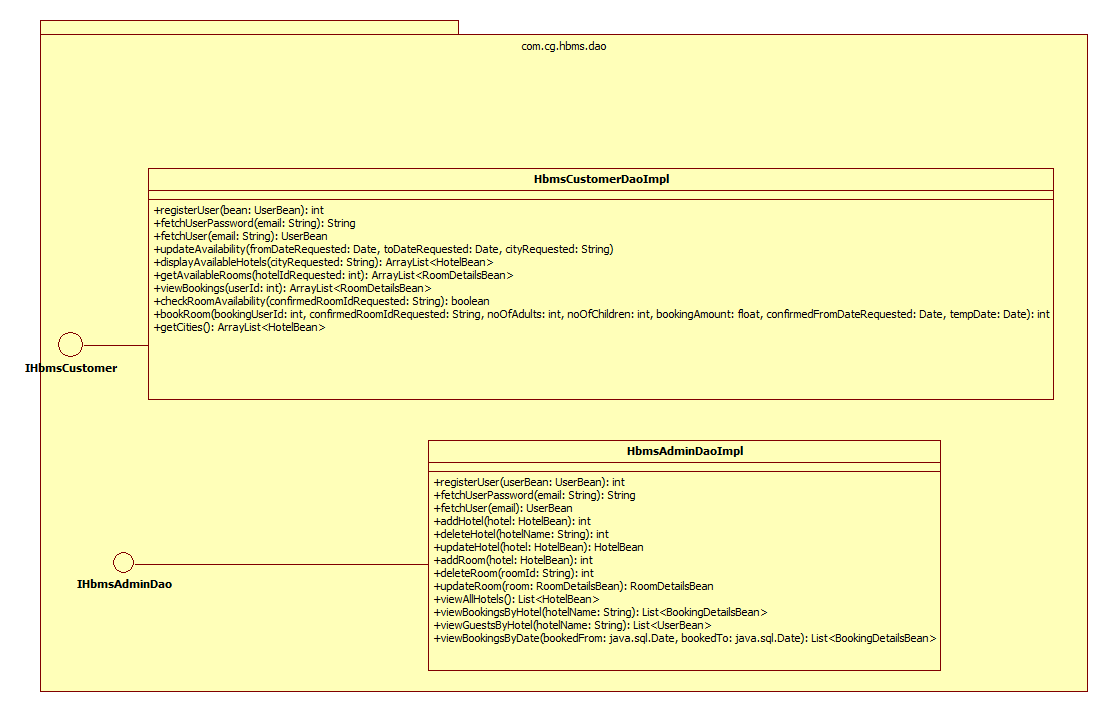 com.cg.hbms.dao
HbmsCustomerDaoImpl
+registerUser(bean: UserBean): int
+fetchUserPassword(email: String): String
+fetchUser(email: String): UserBean
+updateAvailability(fromDateRequested: Date, toDateRequested: Date, cityRequested: String)
+displayAvailableHotels(cityRequested: String): ArrayList<HotelBean>
+getAvailableRooms(hotelIdRequested: int): ArrayList<RoomDetailsBean>
+viewBookings(userId: int): ArrayList<RoomDetailsBean>
+checkRoomAvailability(confirmedRoomIdRequested: String): boolean
+bookRoom(bookingUserId: int, confirmedRoomIdRequested: String, noOfAdults: int, noOfChildren: int, bookingAmount: float, confirmedFromDateRequested: Date, tempDate: Date): int
+getCities(): ArrayList<HotelBean>
IHbmsCustomer
HbmsAdminDaoImpl
+registerUser(userBean: UserBean): int
+fetchUserPassword(email: String): String
+fetchUser(email): UserBean
+addHotel(hotel: HotelBean): int
+deleteHotel(hotelName: String): int
+updateHotel(hotel: HotelBean): HotelBean
+addRoom(hotel: HotelBean): int
+deleteRoom(roomId: String): int
+updateRoom(room: RoomDetailsBean): RoomDetailsBean
+viewAllHotels(): List<HotelBean>
+viewBookingsByHotel(hotelName: String): List<BookingDetailsBean>
+viewGuestsByHotel(hotelName: String): List<UserBean>
+viewBookingsByDate(bookedFrom: java.sql.Date, bookedTo: java.sql.Date): List<BookingDetailsBean>
IHbmsAdminDao